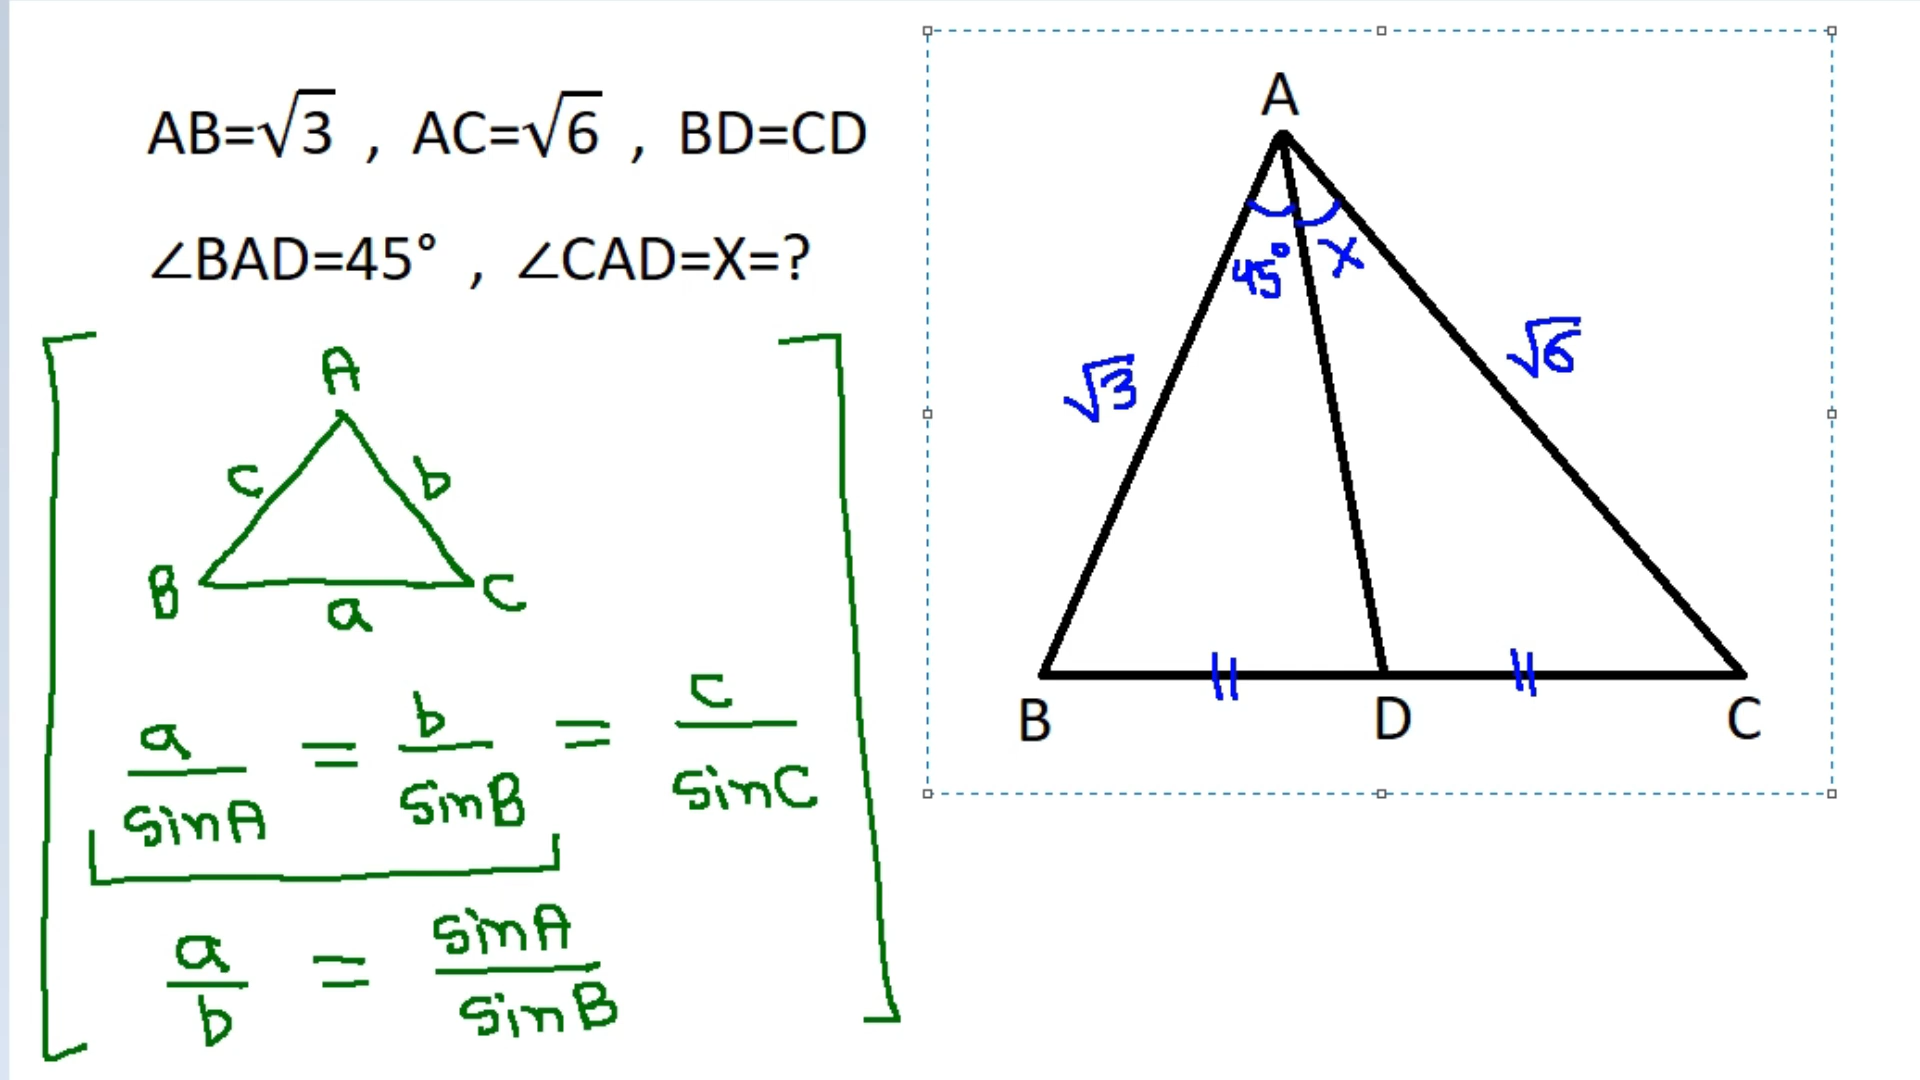 AB=√3 , AC=√6 , BD=CD
∠BAD=45° , ∠CAD=X=?
A
c b
B a C
a/sinA = b/sinB = c/sinC
a/b = sinA/sinB
A
45° x
√3 √6
B D C